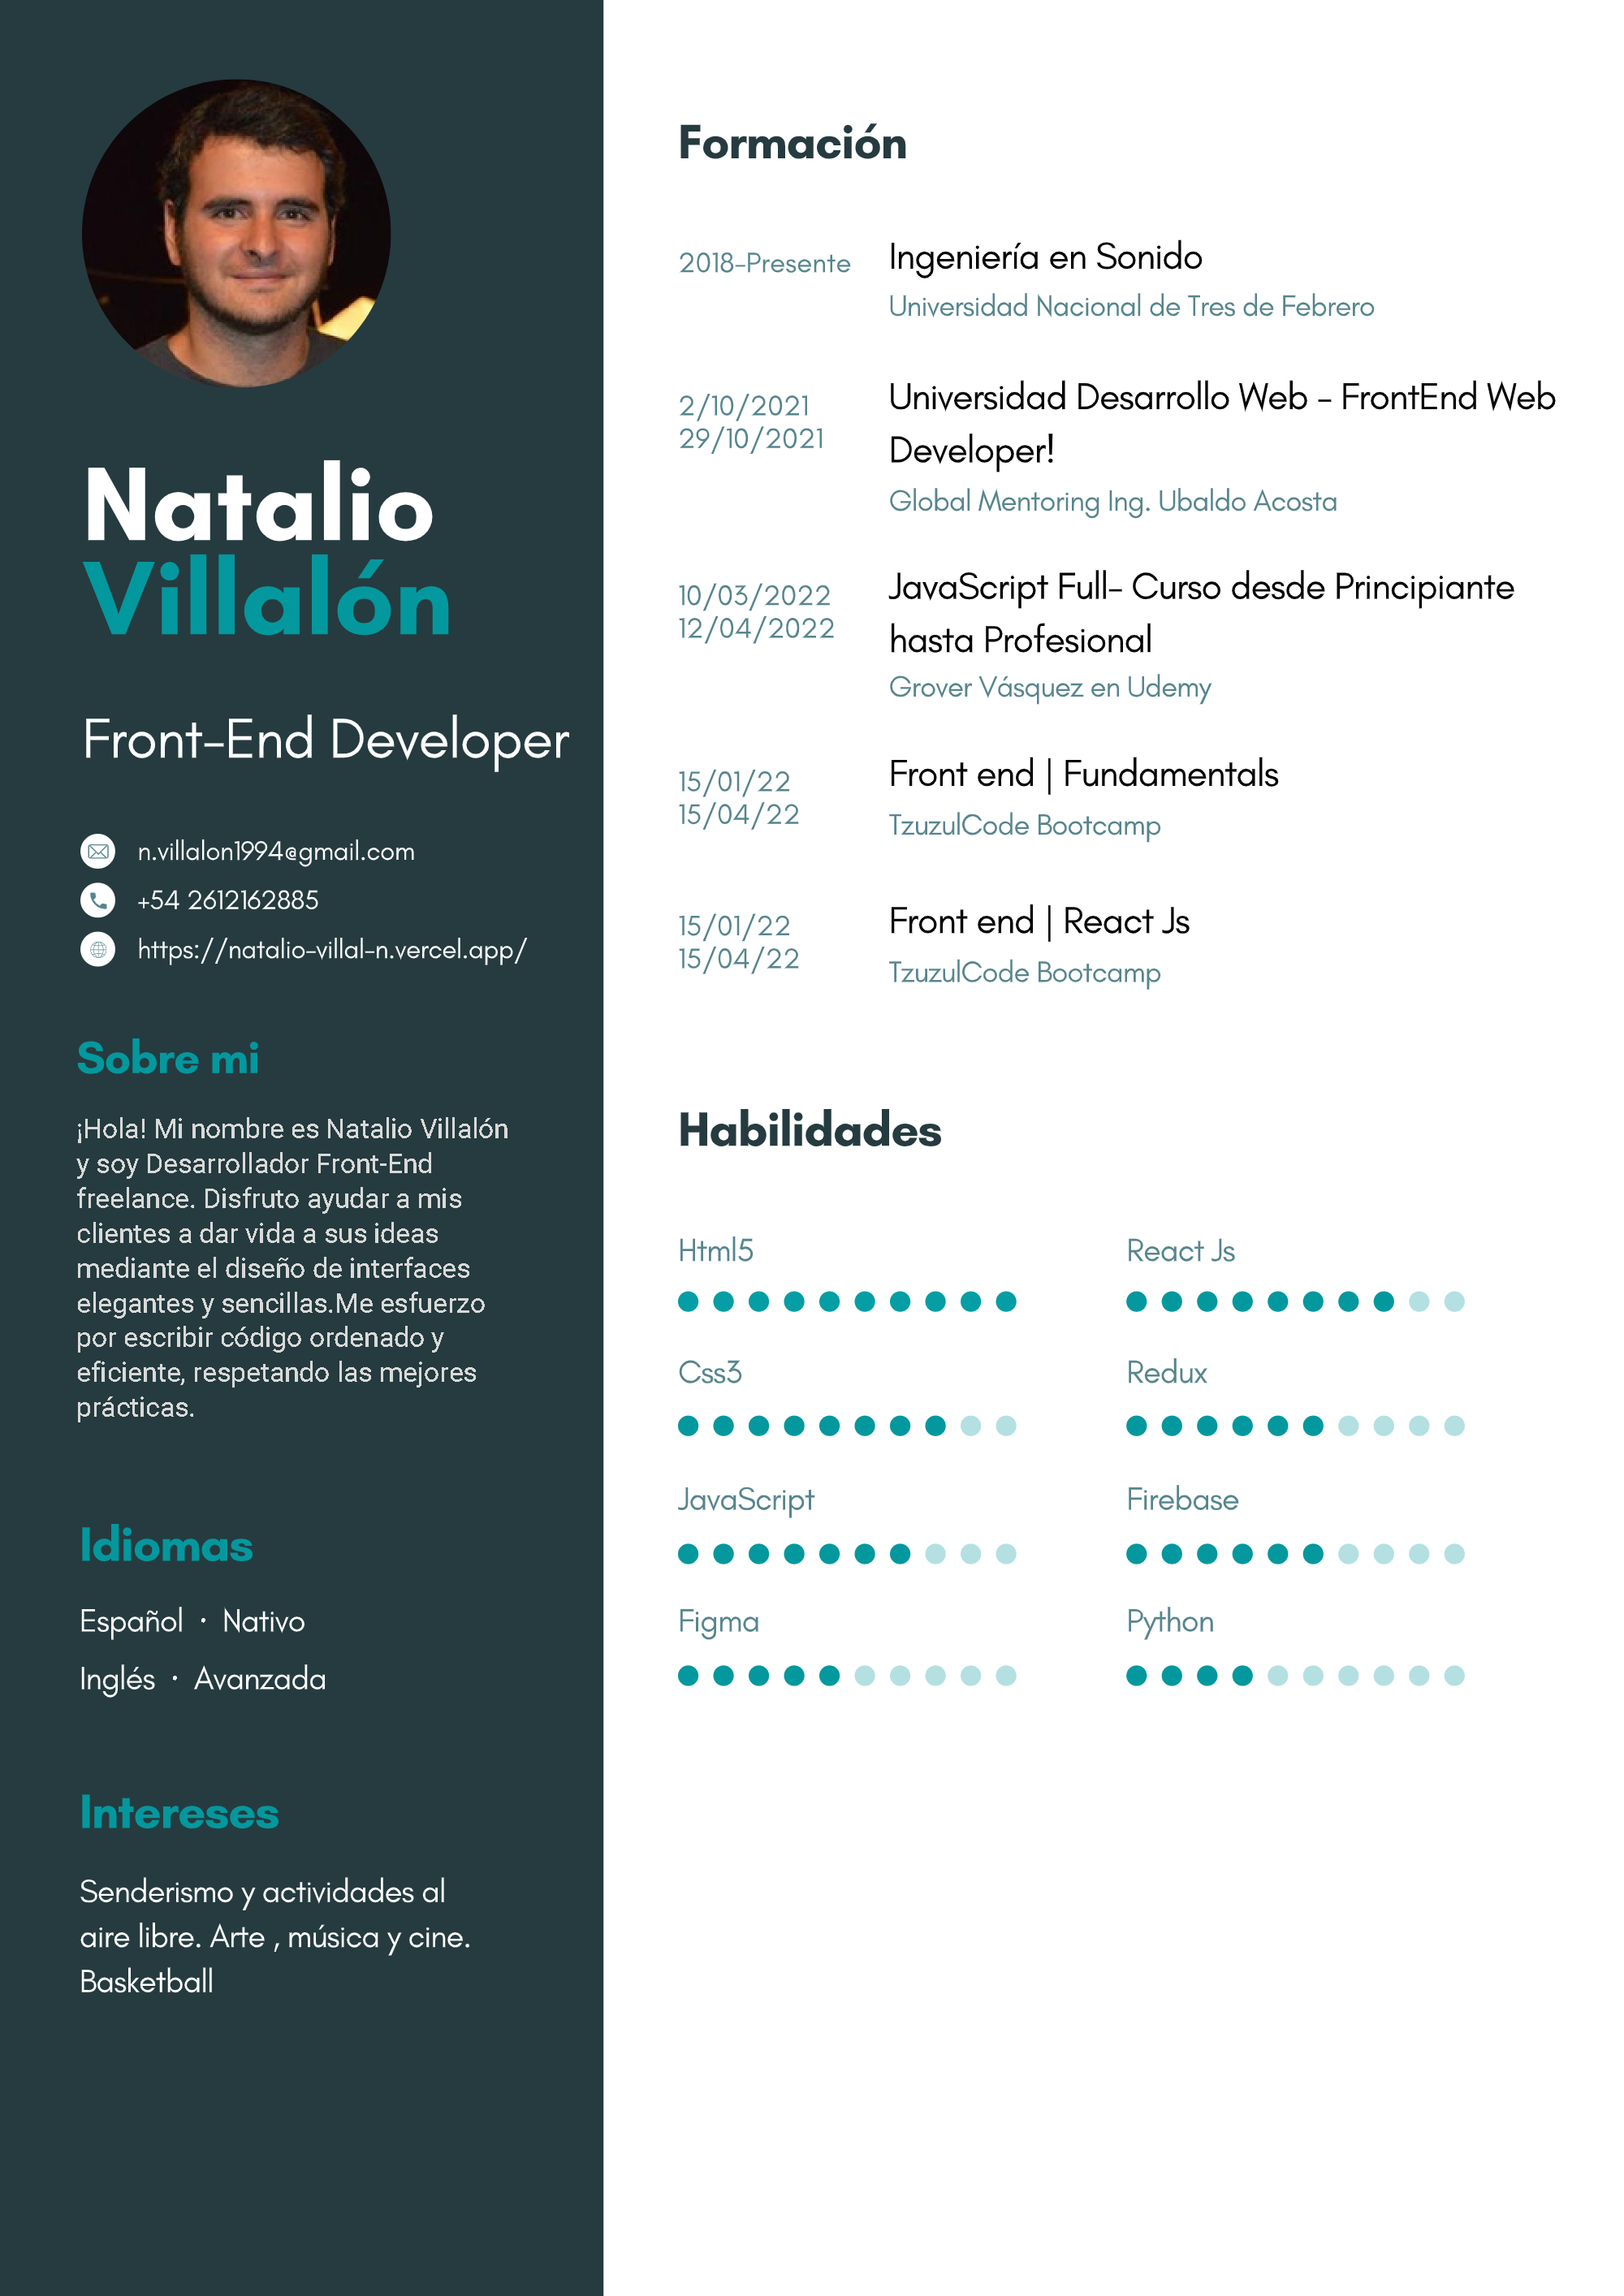 Natalio
Villalón
Front-End Developer
n.villalon1994@gmail.com
+54 2612162885
https://natalio-villal-n.vercel.app/
Sobre mi
¡Hola! Mi nombre es Natalio Villalón
y soy Desarrollador Front-End
freelance. Disfruto ayudar a mis
clientes a dar vida a sus ideas
mediante el diseño de interfaces
elegantes y sencillas.Me esfuerzo
por escribir código ordenado y
eficiente, respetando las mejores
prácticas.
Idiomas
Español · Nativo
Inglés · Avanzada
Intereses
Senderismo y actividades al
aire libre. Arte , música y cine.
Basketball
Formación
2018-Presente
Ingeniería en Sonido
Universidad Nacional de Tres de Febrero
2/10/2021
29/10/2021
Universidad Desarrollo Web - FrontEnd Web
Developer!
Global Mentoring Ing. Ubaldo Acosta
10/03/2022
12/04/2022
JavaScript Full- Curso desde Principiante
hasta Profesional
Grover Vásquez en Udemy
15/01/22
15/04/22
Front end | Fundamentals
TzuzulCode Bootcamp
15/01/22
15/04/22
Front end | React Js
TzuzulCode Bootcamp
Habilidades
Html5
React Js
Css3
Redux
JavaScript
Firebase
Figma
Python